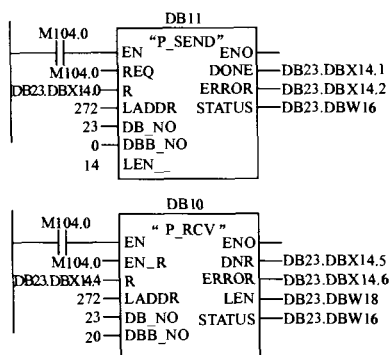 DB11
M104.0
"P_SEND"
EN ENO
M104.0 REQ DONE DB23.DBX14.1
DB23.DBX14.0 R ERROR DB23.DBX14.2
272 LADDR STATUS DB23.DBW16
23 DB_NO
0 DBB_NO
14 LEN__
DB10
M104.0
“ P_RCV”
EN ENO
M104.0 EN_R DNR DB23.DBX14.5
DB23.DBX14.4 R ERROR DB23.DBX14.6
272 LADDR LEN DB23.DBW18
23 DB_NO STATUS DB23.DBW16
20 DBB_NO